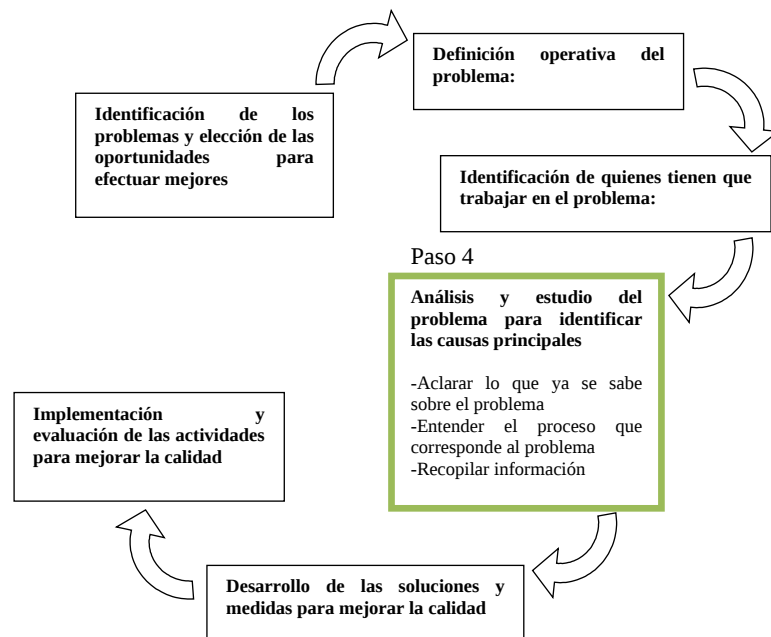 Identificación de los
problemas y elección de las
oportunidades para
efectuar mejores
Definición operativa del
problema:
Identificación de quienes tienen que
trabajar en el problema:
Paso 4
Análisis y estudio del
problema para identificar
las causas principales
-Aclarar lo que ya se sabe
sobre el problema
-Entender el proceso que
corresponde al problema
-Recopilar información
Desarrollo de las soluciones y
medidas para mejorar la calidad
Implementación y
evaluación de las actividades
para mejorar la calidad